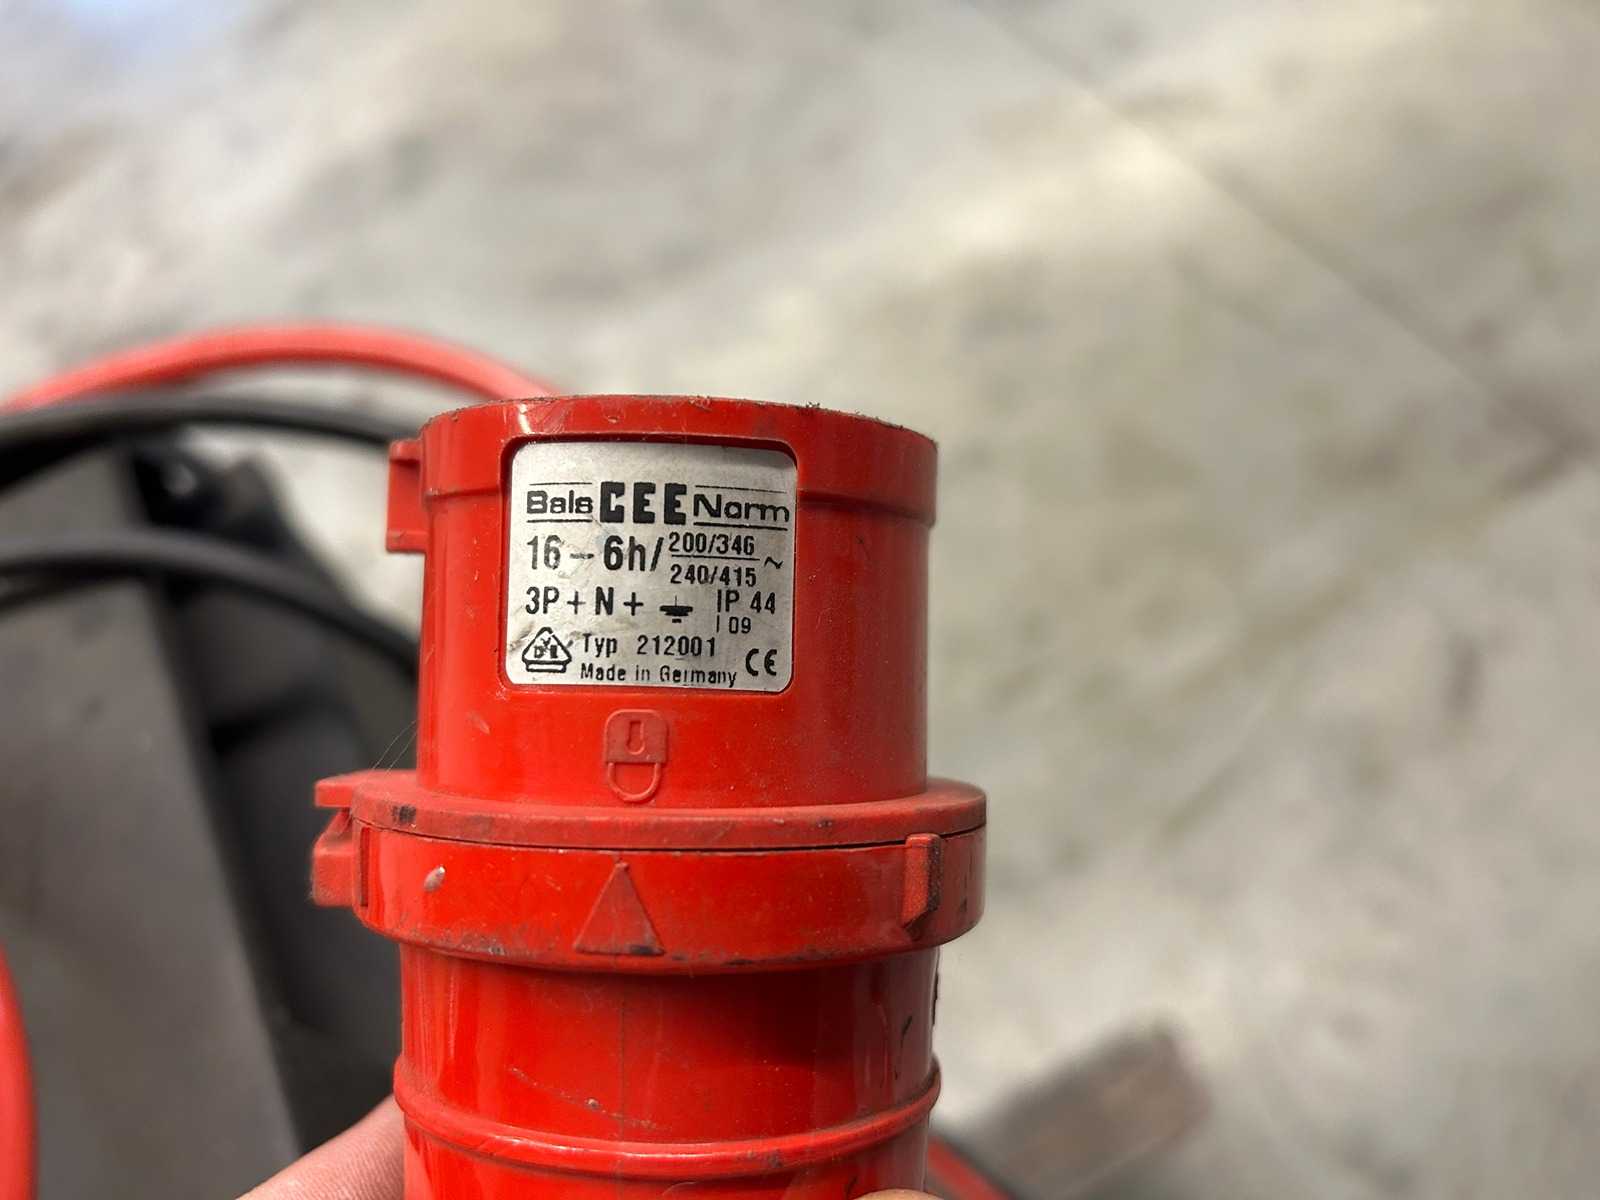 Bals CEE Norm
16-6h/ 200/346 ~
240/415
3P+N+ IP 44
I 09
VDE Typ 212001
Made in Germany CE